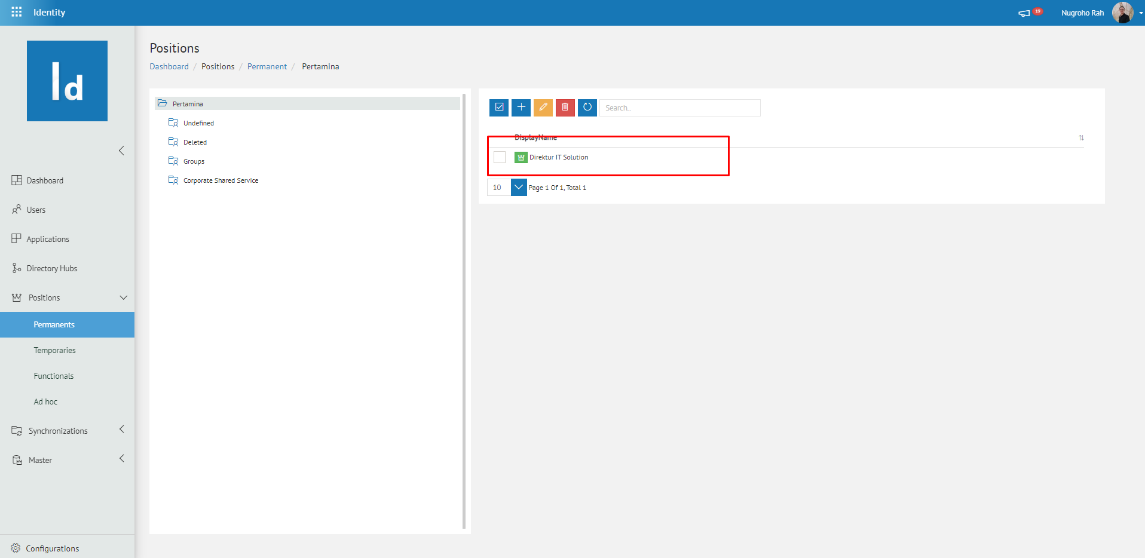 Identity
19
Nugroho Rah
Id
Dashboard
Users
Applications
Directory Hubs
Positions
Permanents
Temporaries
Functionals
Ad hoc
Synchronizations
Master
Configurations
Positions
Dashboard / Positions / Permanent / Pertamina
Pertamina
Undefined
Deleted
Groups
Corporate Shared Service
Search..
DisplayName
Direktur IT Solution
10 Page 1 Of 1, Total 1